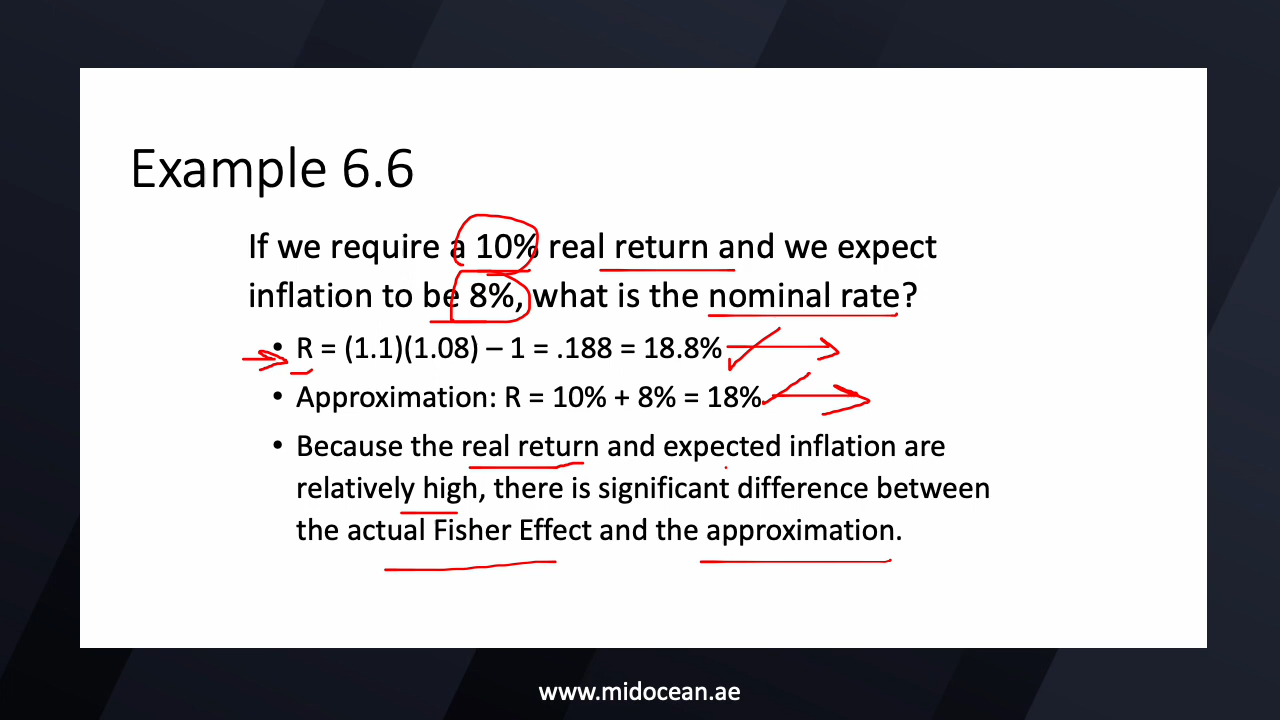 Example 6.6
If we require a 10% real return and we expect
inflation to be 8%, what is the nominal rate?
• R = (1.1)(1.08) – 1 = .188 = 18.8%
• Approximation: R = 10% + 8% = 18%
• Because the real return and expected inflation are
relatively high, there is significant difference between
the actual Fisher Effect and the approximation.
www.midocean.ae